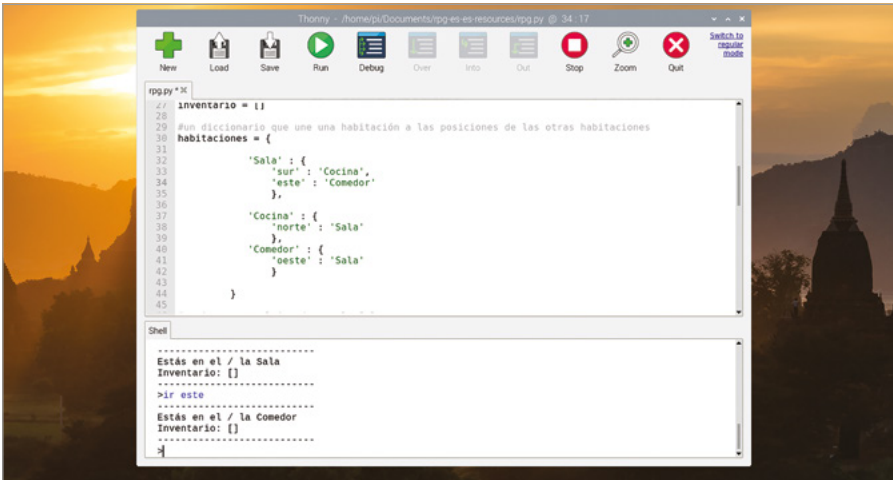 Thonny - /home/pi/Documents/rpg-es-es-resources/rpg.py @ 34:17
New Load Save Run Debug Over Into Out Stop Zoom Quit
Switch to
regular
mode
rpg.py *
27 inventario = []
28
29 #un diccionario que une una habitación a las posiciones de las otras habitaciones
30 habitaciones = {
31
32 'Sala' : {
33 'sur' : 'Cocina',
34 'este' : 'Comedor'
35 },
36
37 'Cocina' : {
38 'norte' : 'Sala'
39 },
40 'Comedor' : {
41 'oeste' : 'Sala'
42 }
43
44 }
45
Shell
---------------------------
Estás en el / la Sala
Inventario: []
---------------------------
>ir este
---------------------------
Estás en el / la Comedor
Inventario: []
---------------------------
>